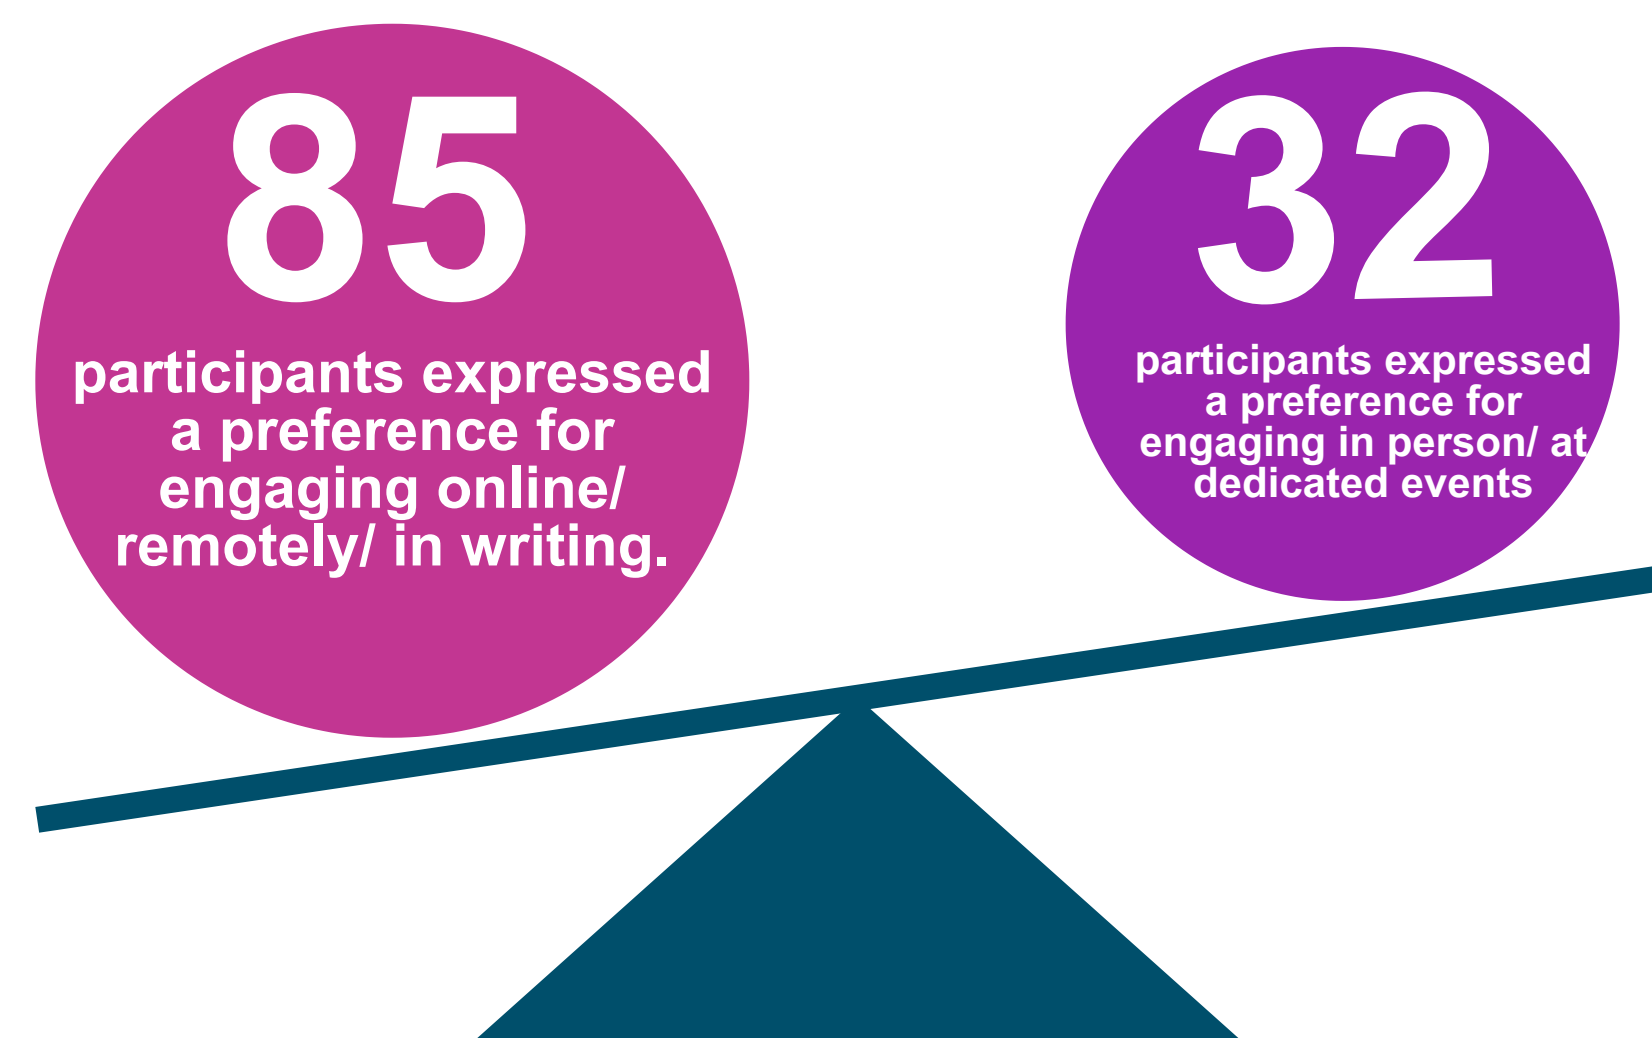 85
participants expressed
a preference for
engaging online/
remotely/ in writing.
32
participants expressed
a preference for
engaging in person/ at
dedicated events